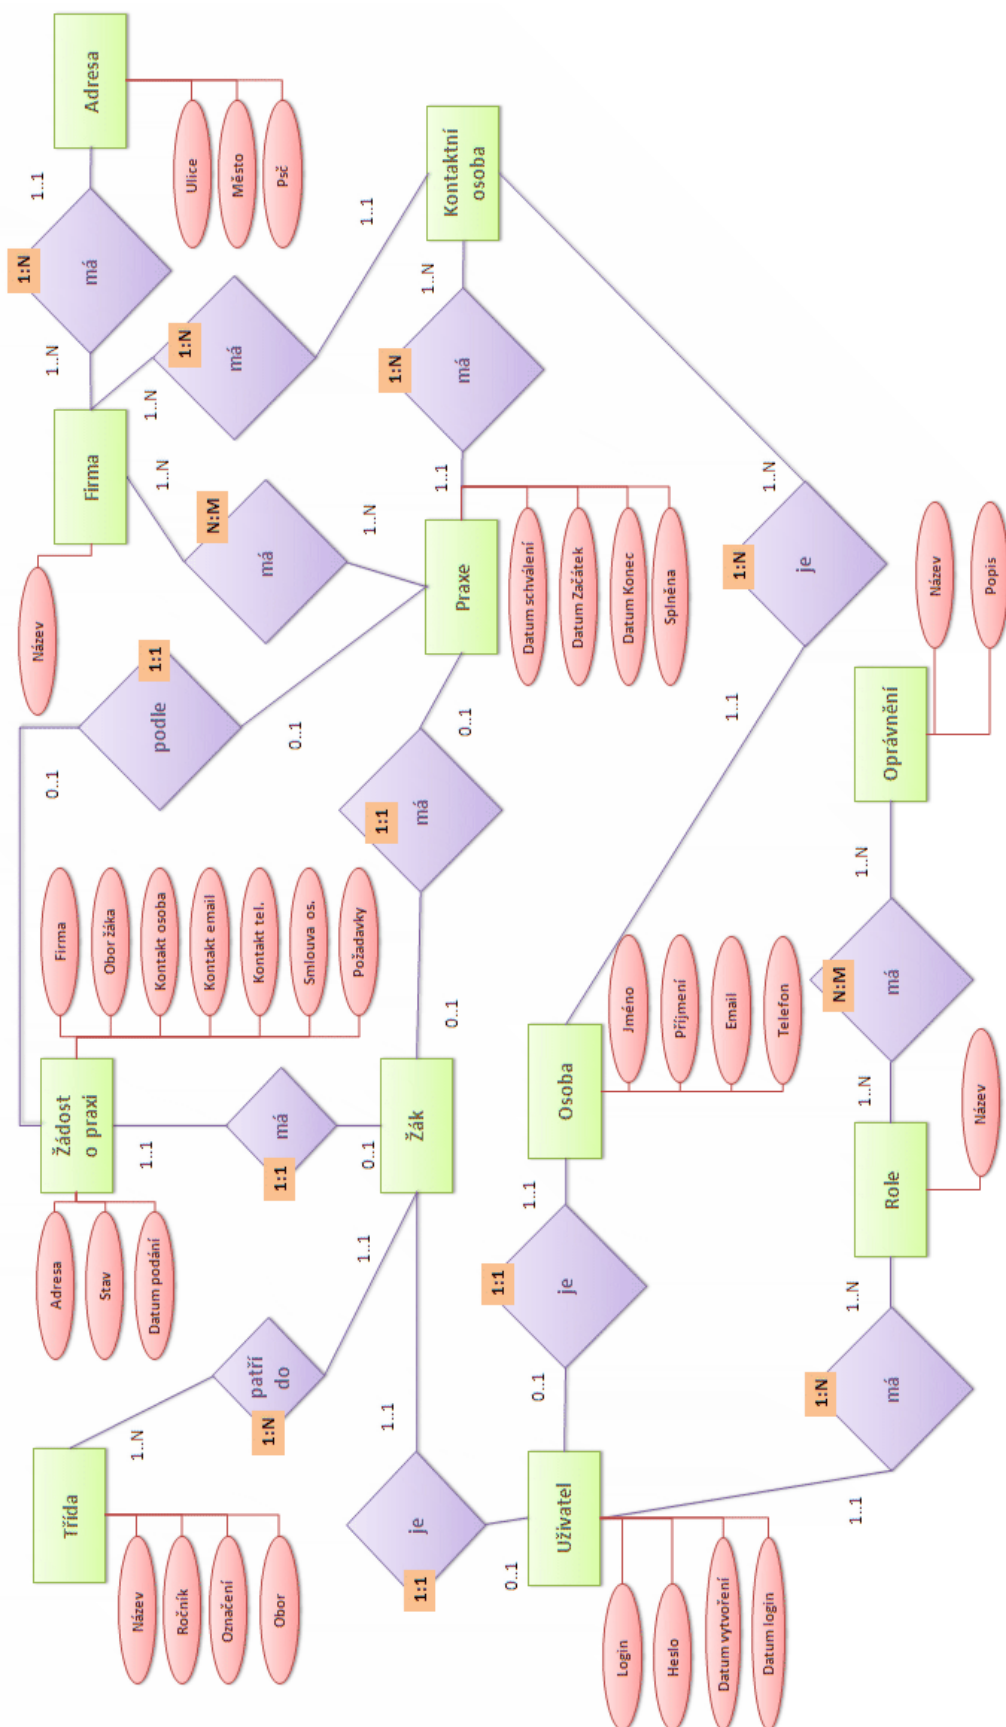 Třída
Název
Ročník
Označení
Obor
1..N
patří
do
1:N
1..1
Adresa
Stav
Datum podání
Žádost
o praxi
Firma
Obor žáka
Kontakt osoba
Kontakt email
Kontakt tel.
Smlouva os.
Požadavky
1..1
má
1:1
0..1
0..1
podle
1:1
0..1
Název
Firma
1..N
má
1:N
1..1
Adresa
Ulice
Město
Psč
1..N
má
1:N
1..1
1..N
má
N:M
1..N
Žák
0..1
má
1:1
0..1
Praxe
Datum schválení
Datum Začátek
Datum Konec
Splněna
1..1
má
1:N
1..N
Kontaktní
osoba
1..1
je
1:1
0..1
Uživatel
Login
Heslo
Datum vytvoření
Datum login
0..1
je
1:1
1..1
Osoba
Jméno
Příjmení
Email
Telefon
1..1
je
1:N
1..N
1..1
má
1:N
1..N
Role
Název
1..N
má
N:M
1..N
Oprávnění
Název
Popis